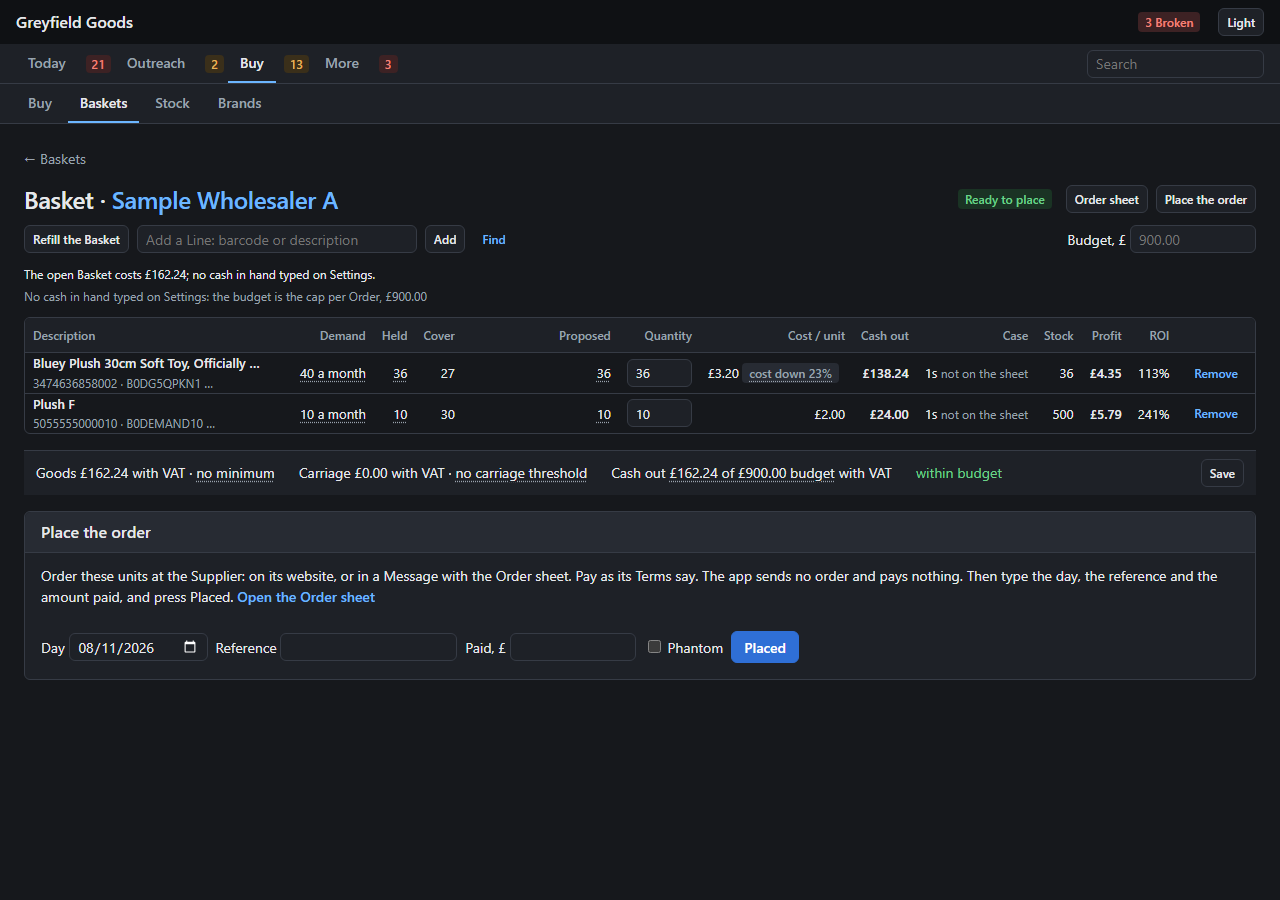 Greyfield Goods
3 Broken
Light
Today 21 Outreach 2 Buy 13 More 3
Search
Buy Baskets Stock Brands
← Baskets
Basket · Sample Wholesaler A
Ready to place
Order sheet
Place the order
Refill the Basket
Add a Line: barcode or description
Add
Find
Budget, £ 900.00
The open Basket costs £162.24; no cash in hand typed on Settings.
No cash in hand typed on Settings: the budget is the cap per Order, £900.00
Description Demand Held Cover Proposed Quantity Cost / unit Cash out Case Stock Profit ROI
Bluey Plush 30cm Soft Toy, Officially ...
3474636858002 · B0DG5QPKN1 ...
40 a month 36 27 36 36 £3.20 cost down 23% £138.24 1s not on the sheet 36 £4.35 113% Remove
Plush F
5055555000010 · B0DEMAND10 ...
10 a month 10 30 10 10 £2.00 £24.00 1s not on the sheet 500 £5.79 241% Remove
Goods £162.24 with VAT · no minimum
Carriage £0.00 with VAT · no carriage threshold
Cash out £162.24 of £900.00 budget with VAT
within budget
Save
Place the order
Order these units at the Supplier: on its website, or in a Message with the Order sheet. Pay as its Terms say. The app sends no order and pays nothing. Then type the day, the reference and the
amount paid, and press Placed. Open the Order sheet
Day 08/11/2026 Reference Paid, £ Phantom Placed